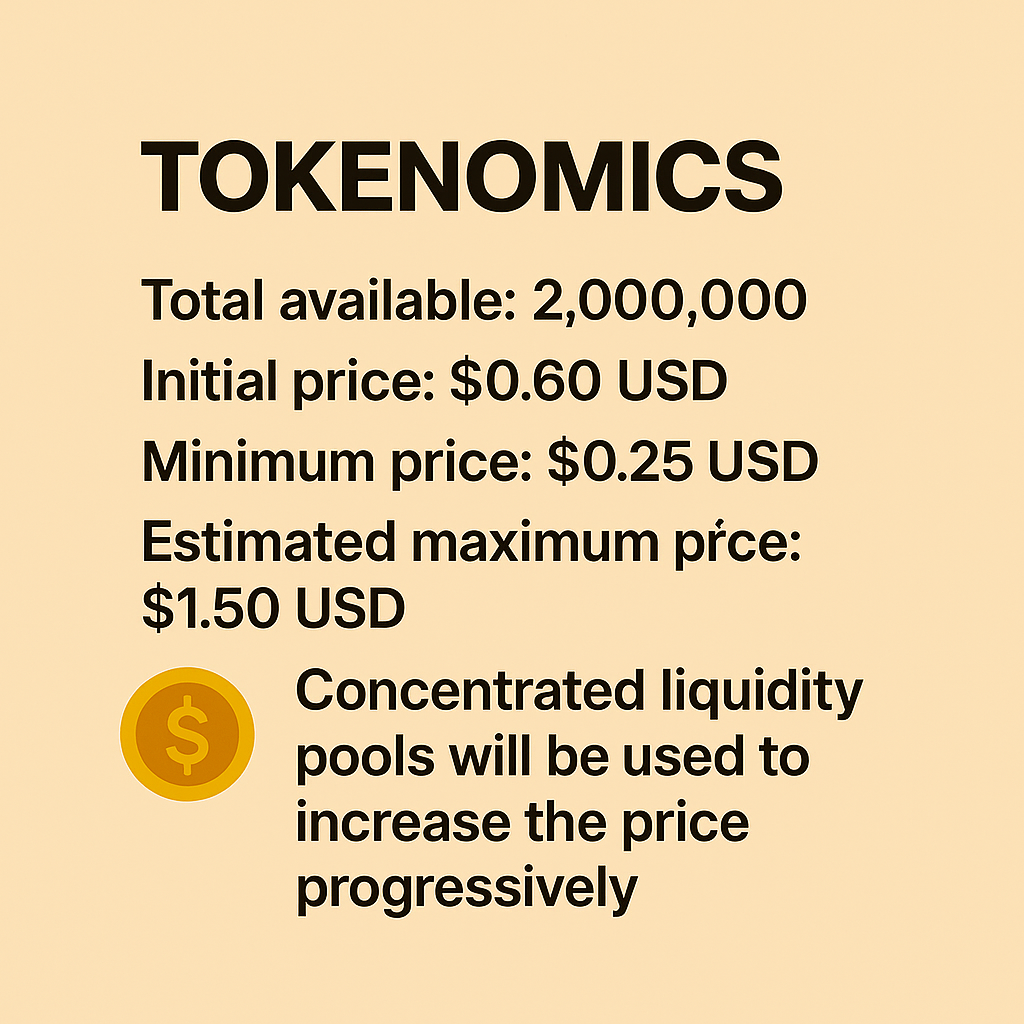 TOKENOMICS
Total available: 2,000,000
Initial price: $0.60 USD
Minimum price: $0.25 USD
Estimated maximum pŕce:
$1.50 USD
$
Concentrated liquidity
pools will be used to
increase the price
progressively